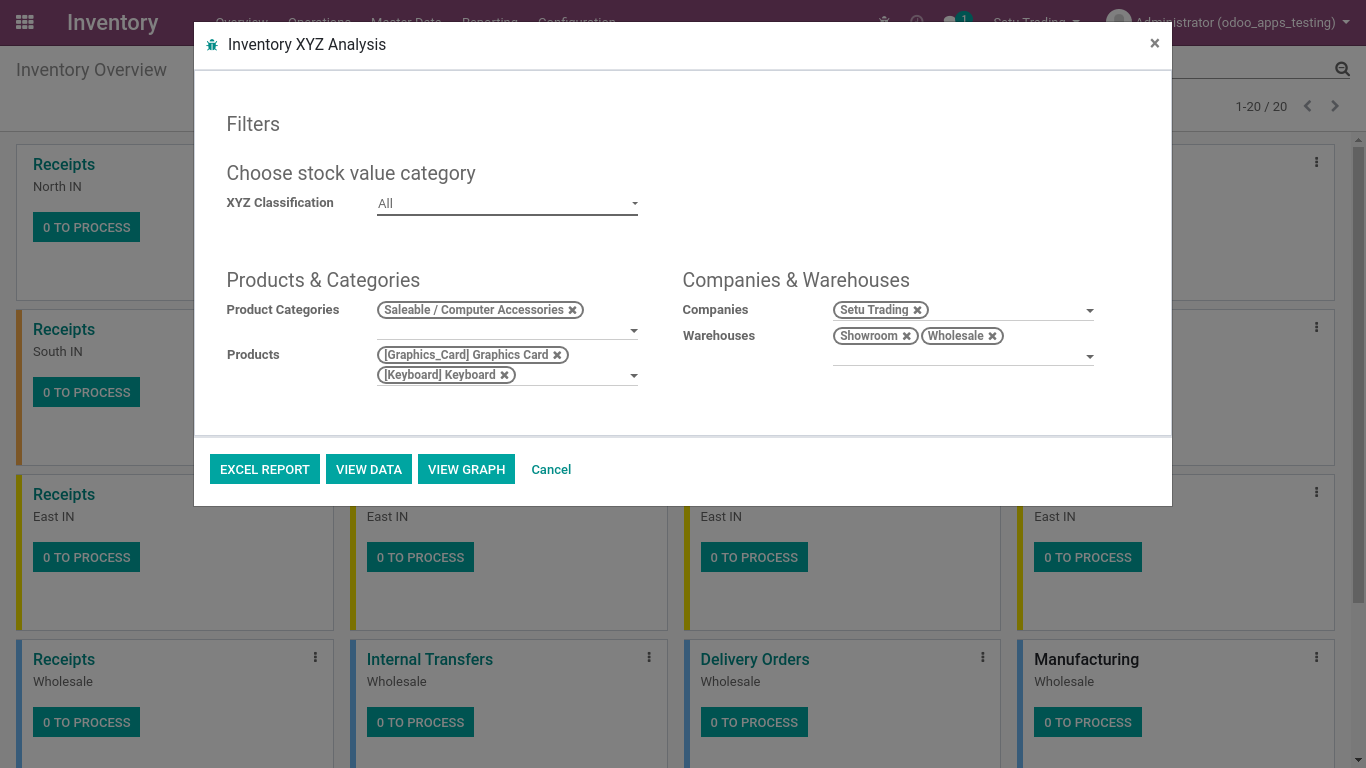 Inventory
Overview Operations Master Data Reporting Configuration
1
Setu Trading
Administrator (odoo_apps_testing)
Inventory Overview
1-20 / 20
Inventory XYZ Analysis
×
Filters
Choose stock value category
XYZ Classification
All
Products & Categories
Product Categories
Saleable / Computer Accessories ✖
Products
[Graphics_Card] Graphics Card ✖
[Keyboard] Keyboard ✖
Companies & Warehouses
Companies
Setu Trading ✖
Warehouses
Showroom ✖ Wholesale ✖
EXCEL REPORT VIEW DATA VIEW GRAPH Cancel
Receipts
North IN
0 TO PROCESS
Receipts
South IN
0 TO PROCESS
Receipts
East IN
0 TO PROCESS
East IN
0 TO PROCESS
East IN
0 TO PROCESS
East IN
0 TO PROCESS
Receipts
Wholesale
0 TO PROCESS
Internal Transfers
Wholesale
0 TO PROCESS
Delivery Orders
Wholesale
0 TO PROCESS
Manufacturing
Wholesale
0 TO PROCESS